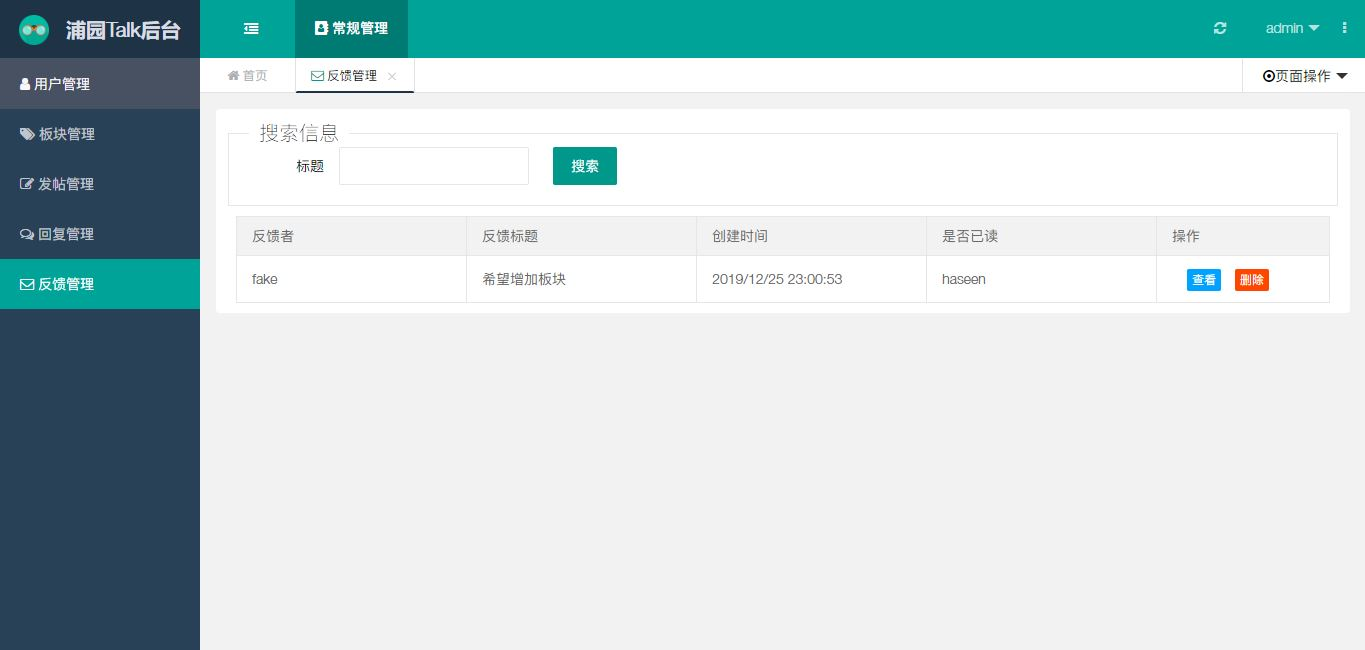 浦园Talk后台
常规管理
admin
用户管理
板块管理
发帖管理
回复管理
反馈管理
首页
反馈管理
页面操作
搜索信息
标题
搜索
反馈者 反馈标题 创建时间 是否已读 操作
fake 希望增加板块 2019/12/25 23:00:53 haseen 查看 删除